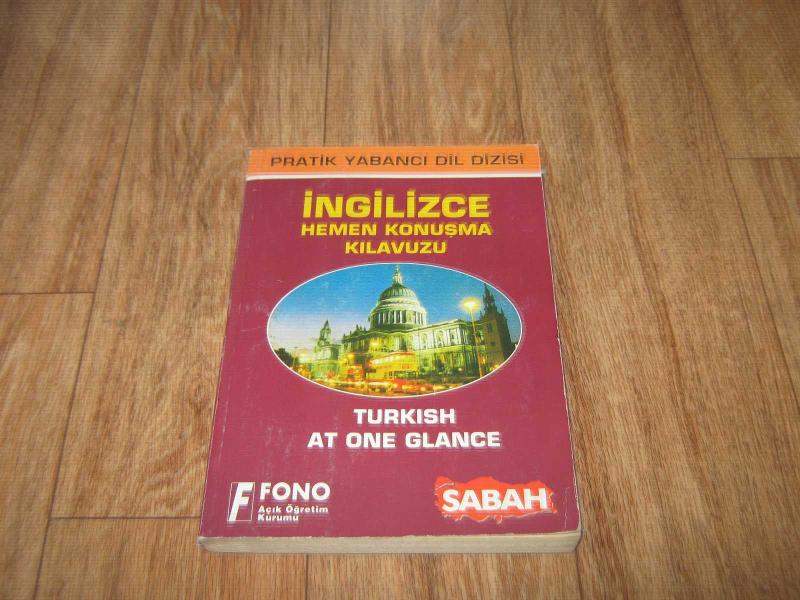 PRATİK YABANCI DİL DİZİSİ
İNGİLİZCE
HEMEN KONUŞMA
KILAVUZU
TURKISH
AT ONE GLANCE
F FONO
Açık Öğretim
Kurumu
SABAH